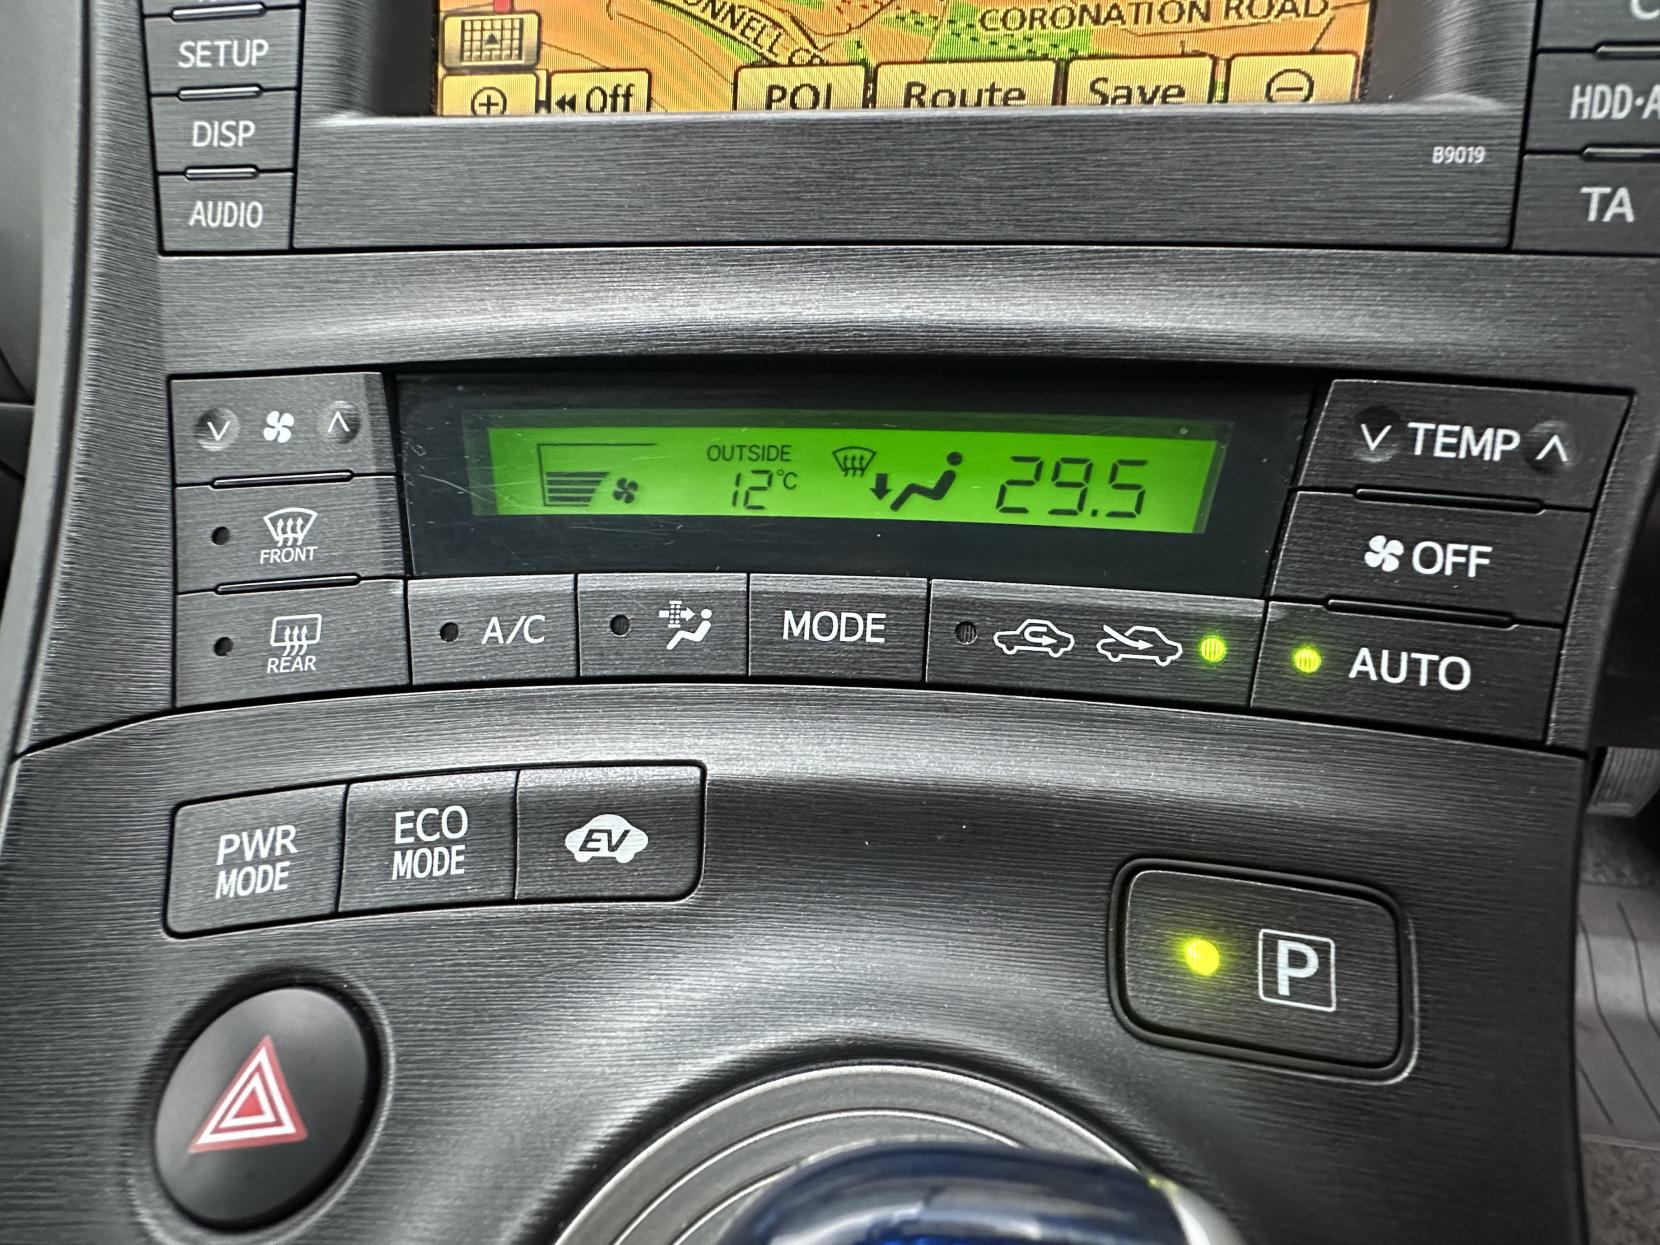 CORONATION ROAD
Off
POI
Route
Save
SETUP
DISP
AUDIO
B9019
TA
OUTSIDE
12°C
29.5
TEMP
OFF
AUTO
FRONT
REAR
A/C
MODE
PWR
MODE
ECO
MODE
EV
P